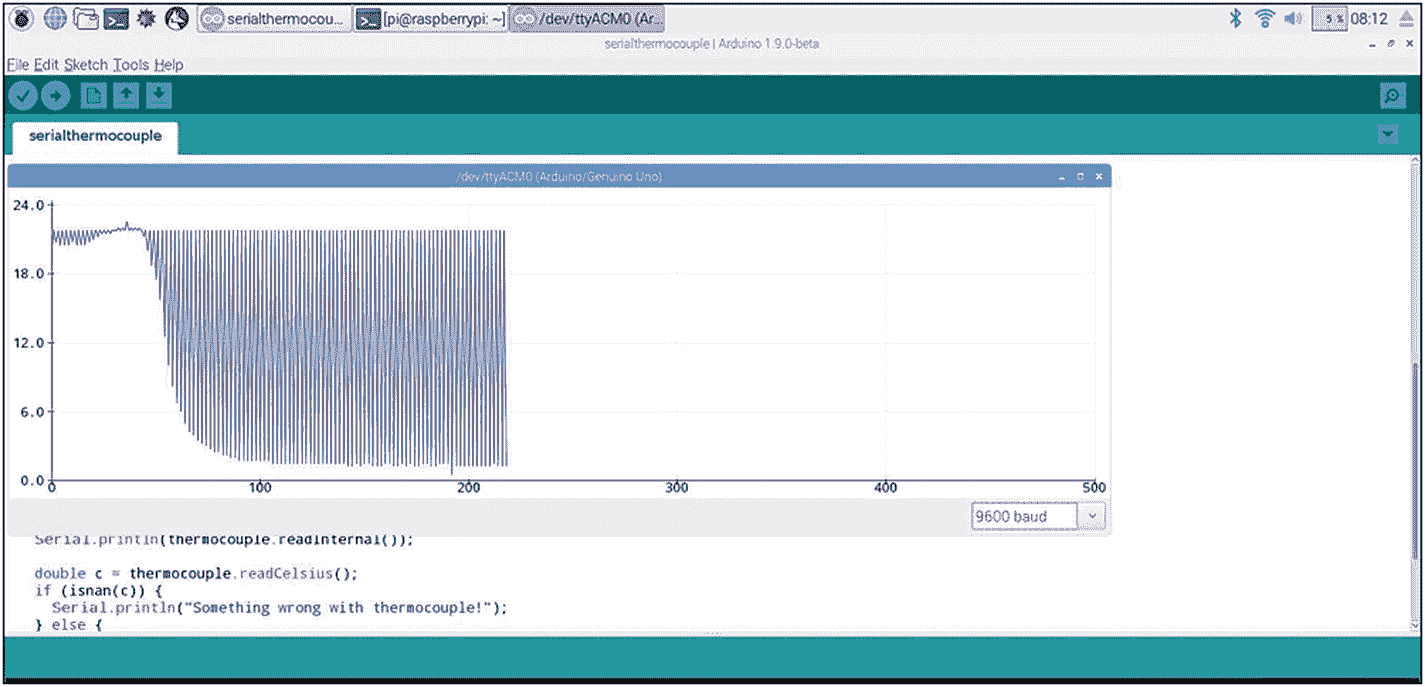 serialthermocou... [pi@raspberrypi: ~] /dev/ttyACM0 (Ar... 5 % 08:12
serialthermocouple | Arduino 1.9.0-beta
File Edit Sketch Tools Help
serialthermocouple
/dev/ttyACM0 (Arduino/Genuino Uno)
24.0
18.0
12.0
6.0
0.0
0 100 200 300 400 500
9600 baud
Serial.println(thermocouple.readInternal());
double c = thermocouple.readCelsius();
if (isnan(c)) {
Serial.println("Something wrong with thermocouple!");
} else {